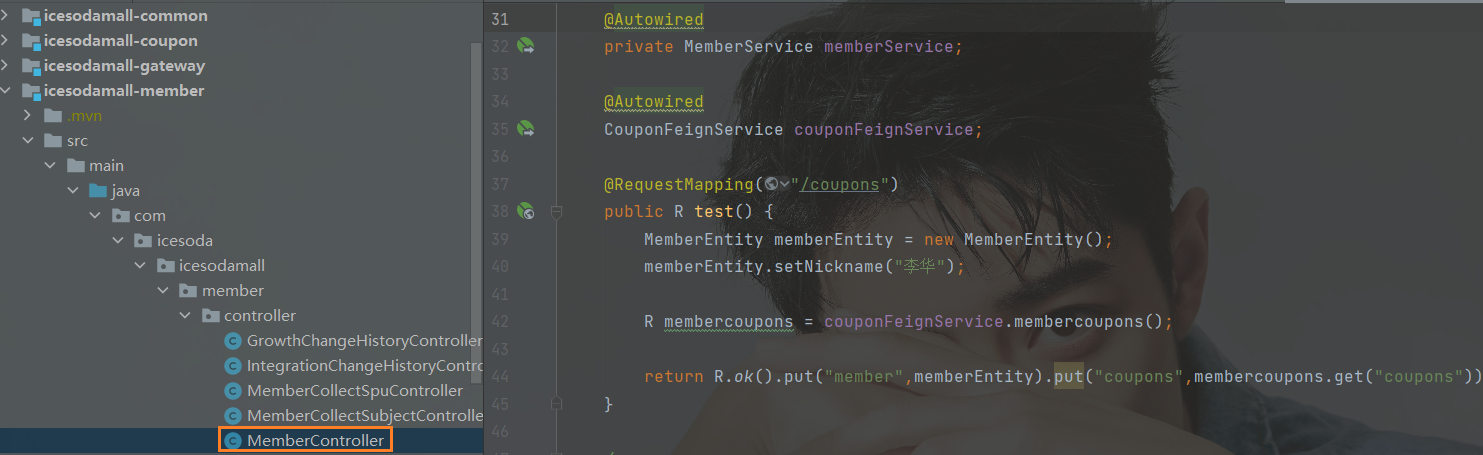 icesodamall-common
icesodamall-coupon
icesodamall-gateway
icesodamall-member
.mvn
src
main
java
com
icesoda
icesodamall
member
controller
GrowthChangeHistoryController
IntegrationChangeHistoryContro
MemberCollectSpuController
MemberCollectSubjectControlle
MemberController
31 @Autowired
32 private MemberService memberService;
33
34 @Autowired
35 CouponFeignService couponFeignService;
36
37 @RequestMapping("/coupons")
38 public R test() {
39 MemberEntity memberEntity = new MemberEntity();
40 memberEntity.setNickname("李华");
41
42 R membercoupons = couponFeignService.membercoupons();
43
44 return R.ok().put("member",memberEntity).put("coupons",membercoupons.get("coupons"))
45 }
46